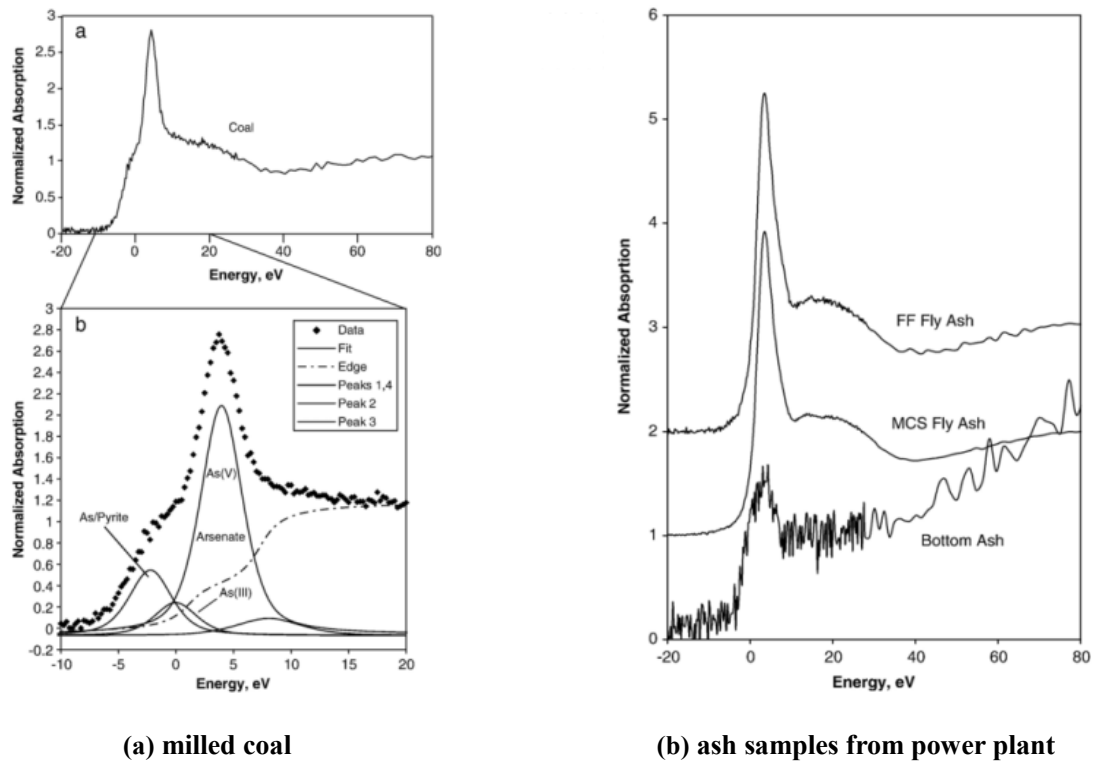 a
3
2.5
2
1.5
1
0.5
0
Normalized Absorption
Coal
-20 0 20 40 60 80
Energy, eV
b
3
2.8
2.6
2.4
2.2
2
1.8
1.6
1.4
1.2
1
0.8
0.6
0.4
0.2
0
-0.2
Normalized Absorption
Data
Fit
Edge
Peaks 1,4
Peak 2
Peak 3
As(V)
As/Pyrite
Arsenate
As(III)
-10 -5 0 5 10 15 20
Energy, eV
(a) milled coal
6
5
4
3
2
1
0
Normalized Absoprtion
FF Fly Ash
MCS Fly Ash
Bottom Ash
-20 0 20 40 60 80
Energy, eV
(b) ash samples from power plant